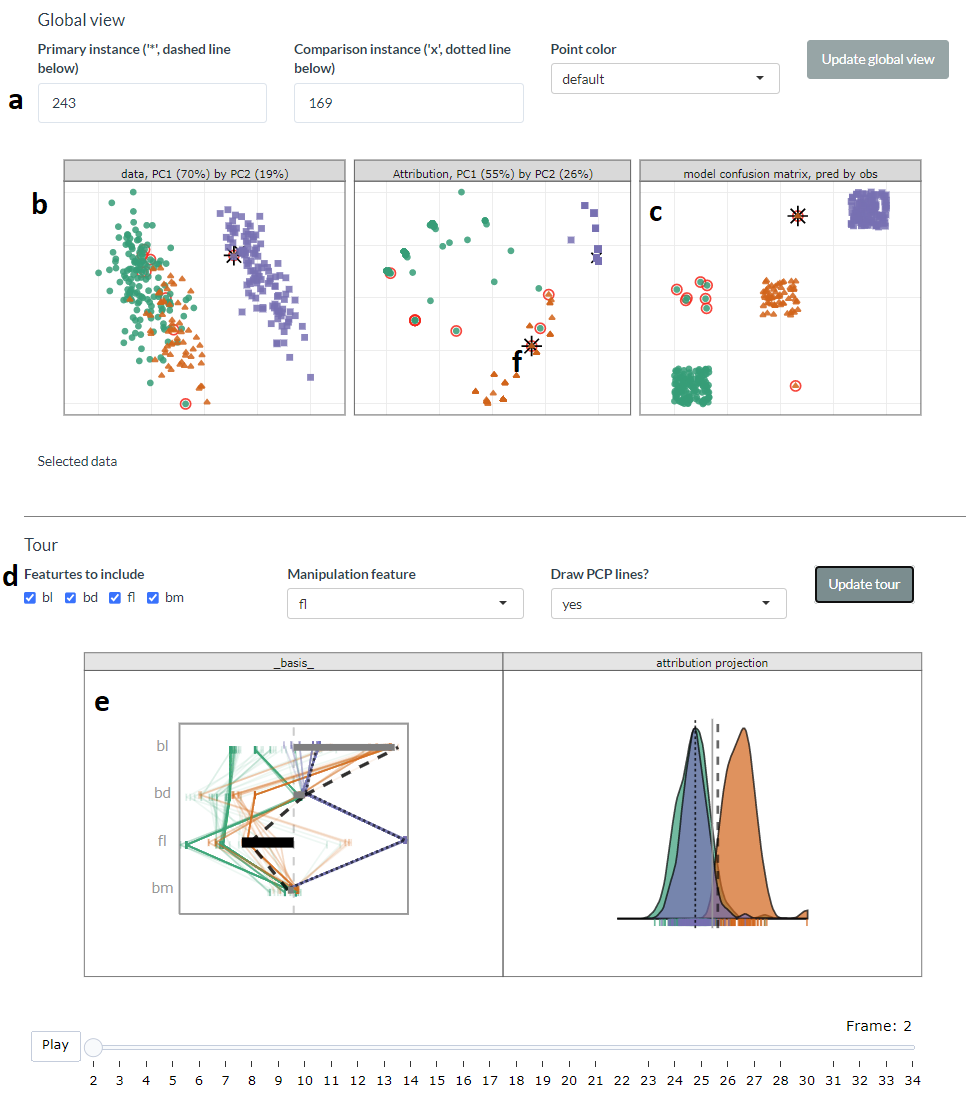 Global view
Primary instance ('*', dashed line
below)
Comparison instance ('x', dotted line
below)
Point color
Update global view
a
243
169
default
data, PC1 (70%) by PC2 (19%)
Attribution, PC1 (55%) by PC2 (26%)
model confusion matrix, pred by obs
b
c
f
Selected data
Tour
d
Featurtes to include
Manipulation feature
Draw PCP lines?
Update tour
bl bd fl bm
fl
yes
_basis_
attribution projection
e
bl
bd
fl
bm
Frame: 2
Play
2 3 4 5 6 7 8 9 10 11 12 13 14 15 16 17 18 19 20 21 22 23 24 25 26 27 28 29 30 31 32 33 34